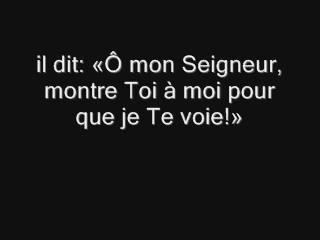 il dit: «Ô mon Seigneur,
montre Toi à moi pour
que je Te voie!»